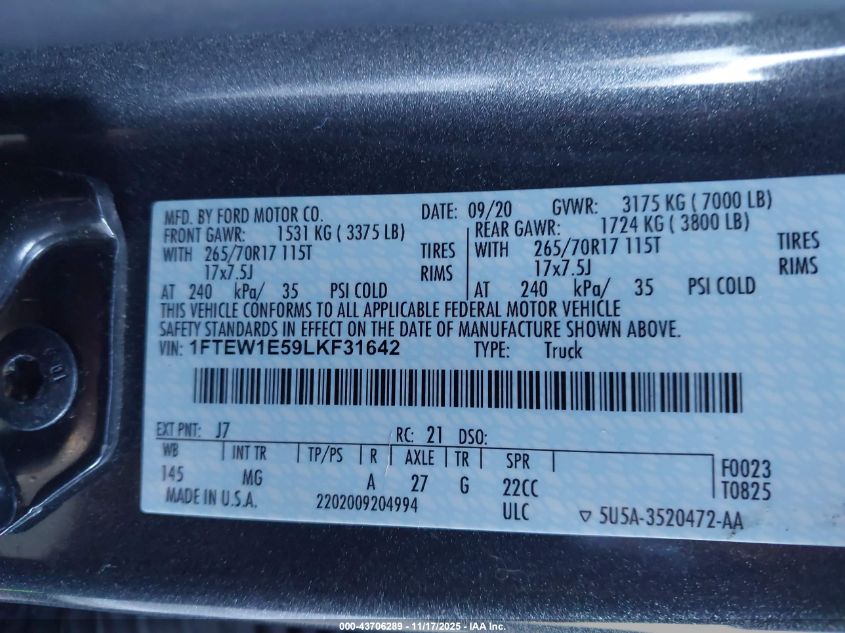 MFD. BY FORD MOTOR CO. DATE: 09/20 GVWR: 3175 KG ( 7000 LB)
FRONT GAWR: 1531 KG ( 3375 LB) REAR GAWR: 1724 KG ( 3800 LB)
WITH 265/70R17 115T TIRES WITH 265/70R17 115T TIRES
17x7.5J RIMS 17x7.5J RIMS
AT 240 kPa/ 35 PSI COLD AT 240 kPa/ 35 PSI COLD
THIS VEHICLE CONFORMS TO ALL APPLICABLE FEDERAL MOTOR VEHICLE
SAFETY STANDARDS IN EFFECT ON THE DATE OF MANUFACTURE SHOWN ABOVE.
VIN: 1FTEW1E59LKF31642 TYPE: Truck
EXT PNT: J7 RC: 21 DSO:
WB INT TR TP/PS R AXLE TR SPR F0023
145 MG A 27 G 22CC T0825
MADE IN U.S.A. 2202009204994 ULC ▽ 5U5A-3520472-AA
000-43706289 - 11/17/2025 - IAA Inc.